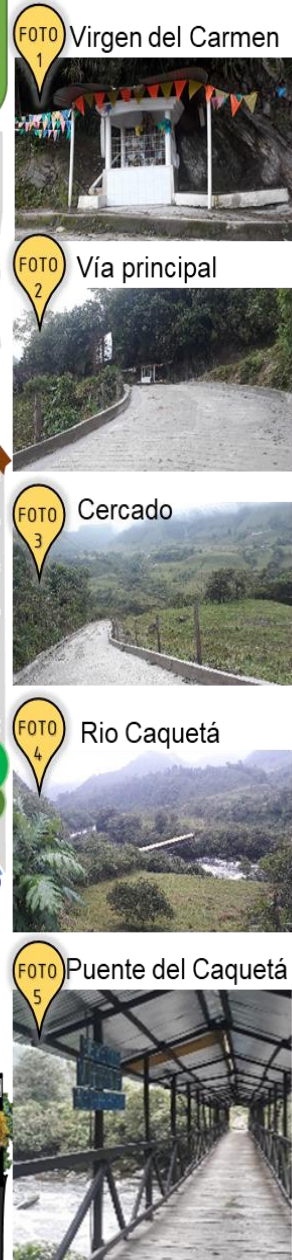 FOTO
1
Virgen del Carmen
FOTO
2
Vía principal
FOTO
3
Cercado
FOTO
4
Rio Caquetá
FOTO
5
Puente del Caquetá